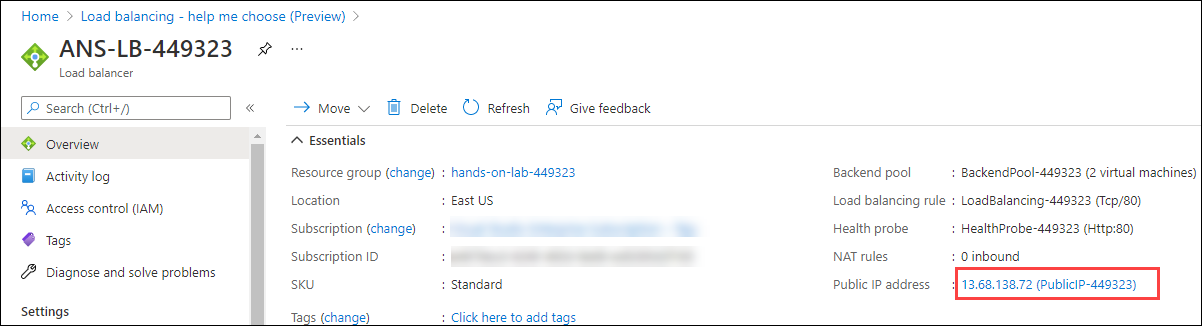 Home > Load balancing - help me choose (Preview) >
ANS-LB-449323 ...
Load balancer
Search (Ctrl+/) «
Move Delete Refresh Give feedback
Overview
Activity log
Access control (IAM)
Tags
Diagnose and solve problems
Settings
Essentials
Resource group (change) : hands-on-lab-449323
Location : East US
Subscription (change) :
Subscription ID :
SKU : Standard
Tags (change) : Click here to add tags
Backend pool : BackendPool-449323 (2 virtual machines)
Load balancing rule : LoadBalancing-449323 (Tcp/80)
Health probe : HealthProbe-449323 (Http:80)
NAT rules : 0 inbound
Public IP address : 13.68.138.72 (PublicIP-449323)